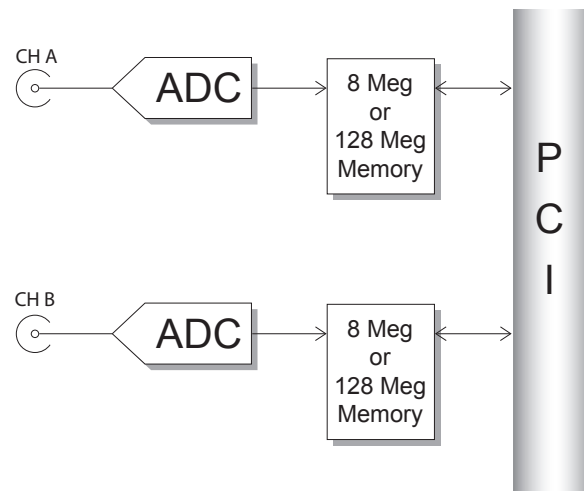 CH A
ADC
8 Meg
or
128 Meg
Memory
CH B
ADC
8 Meg
or
128 Meg
Memory
P
C
I